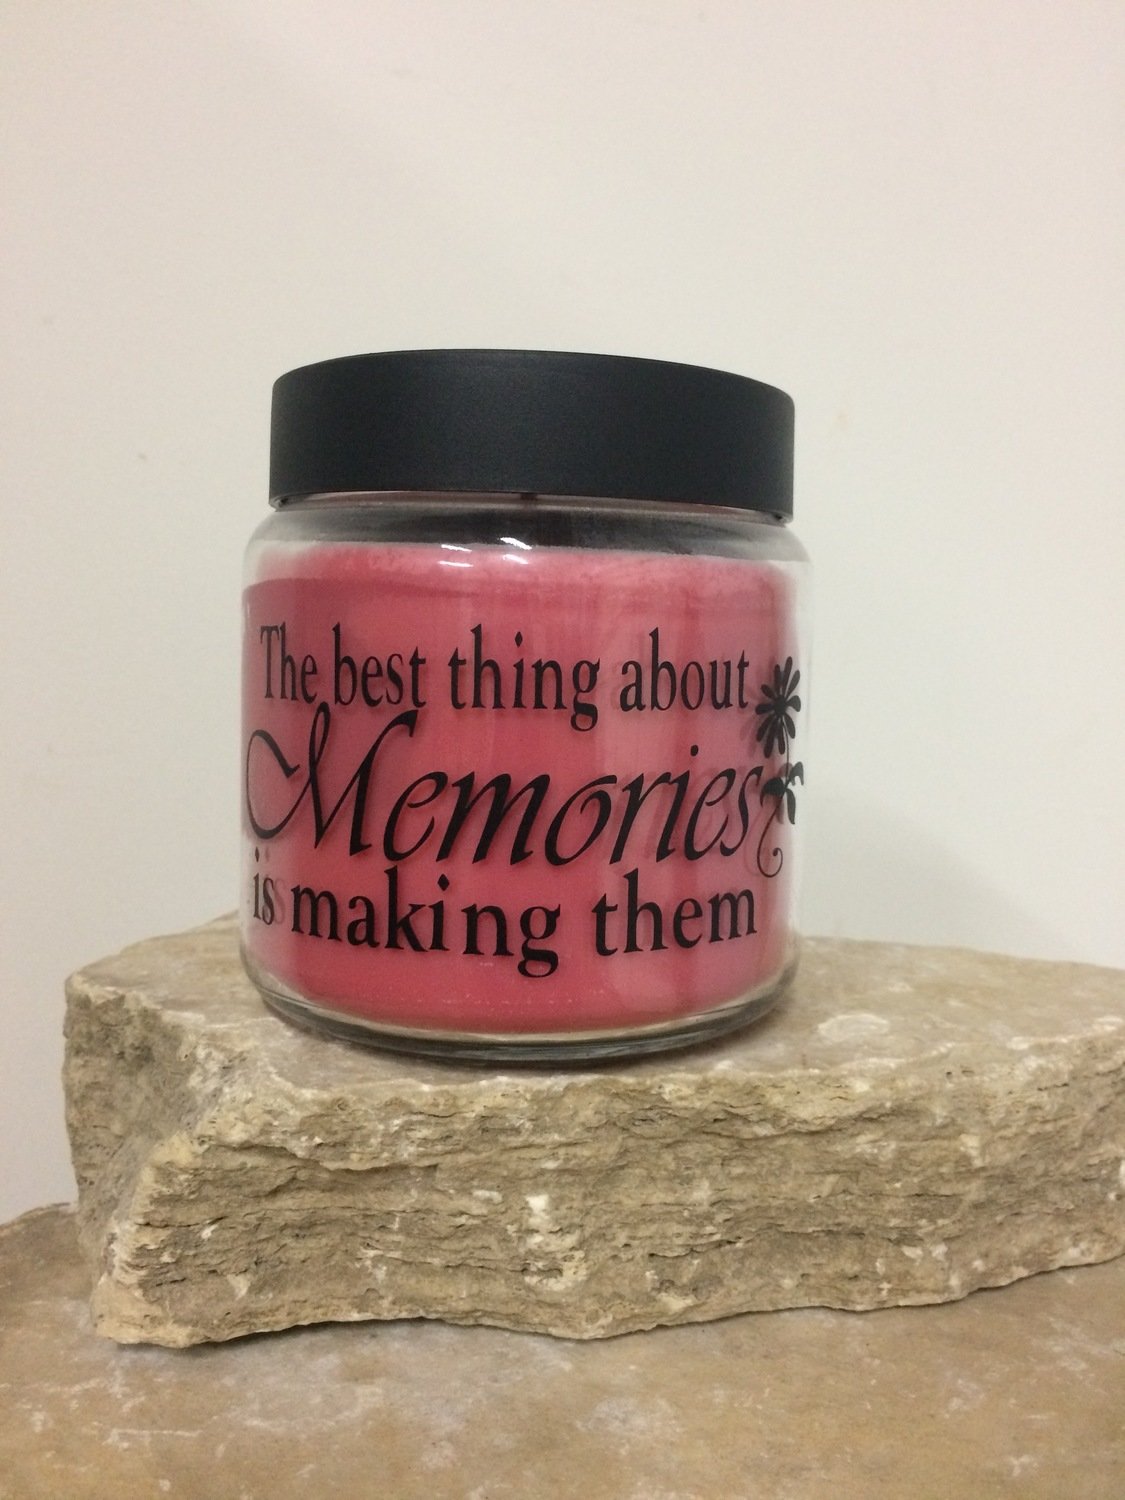 The best thing about
Memories
is making them